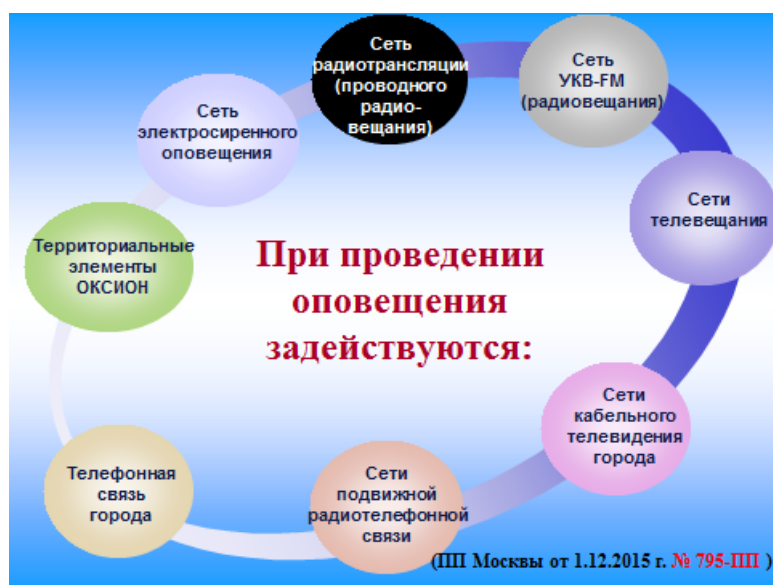 Сеть
радиотрансляции
(проводного
радио-
вещания)
Сеть
УКВ-FM
(радиовещания)
Сеть
электросиренного
оповещения
Сети
телевещания
Территориальные
элементы
ОКСИОН
При проведении
оповещения
задействуются:
Сети
кабельного
телевидения
города
Телефонная
связь
города
Сети
подвижной
радиотелефонной
связи
(ПП Москвы от 1.12.2015 г. № 795-ПП )